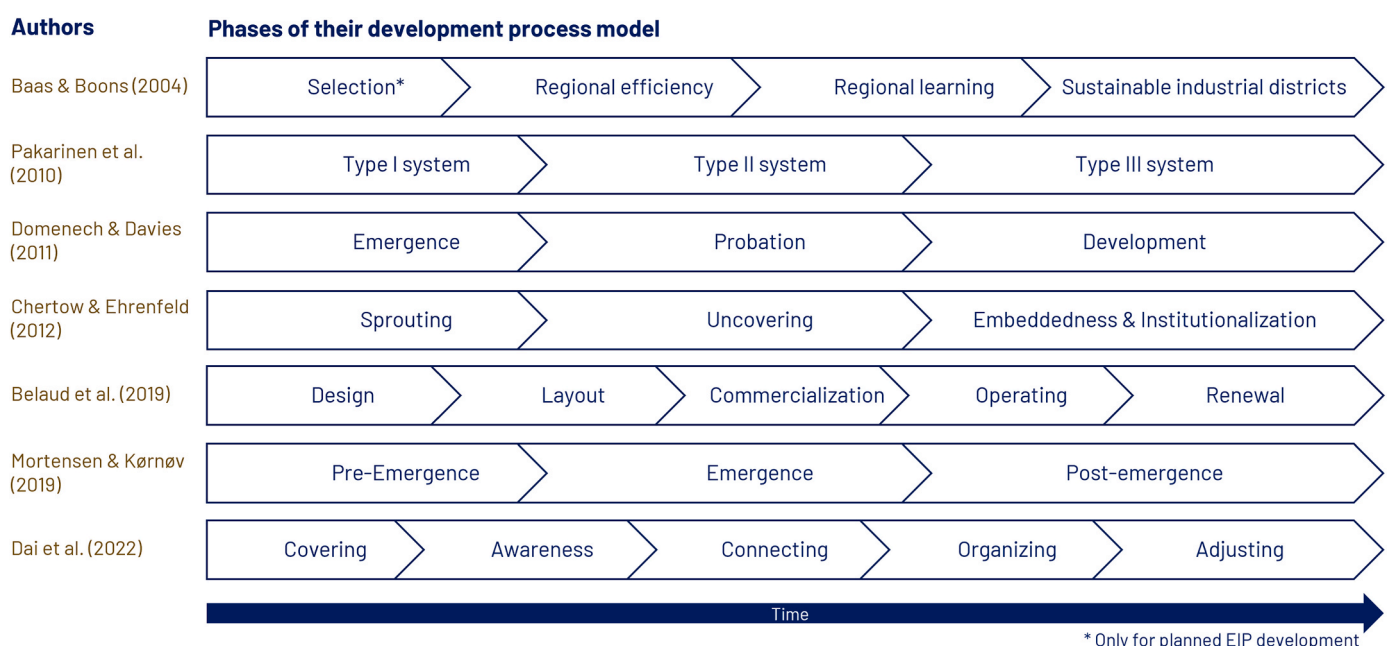 Authors
Phases of their development process model
Baas & Boons (2004)
Selection*
Regional efficiency
Regional learning
Sustainable industrial districts
Pakarinen et al.
(2010)
Type I system
Type II system
Type III system
Domenech & Davies
(2011)
Emergence
Probation
Development
Chertow & Ehrenfeld
(2012)
Sprouting
Uncovering
Embeddedness & Institutionalization
Belaud et al. (2019)
Design
Layout
Commercialization
Operating
Renewal
Mortensen & Kørnøv
(2019)
Pre-Emergence
Emergence
Post-emergence
Dai et al. (2022)
Covering
Awareness
Connecting
Organizing
Adjusting
Time
* Only for planned EIP development